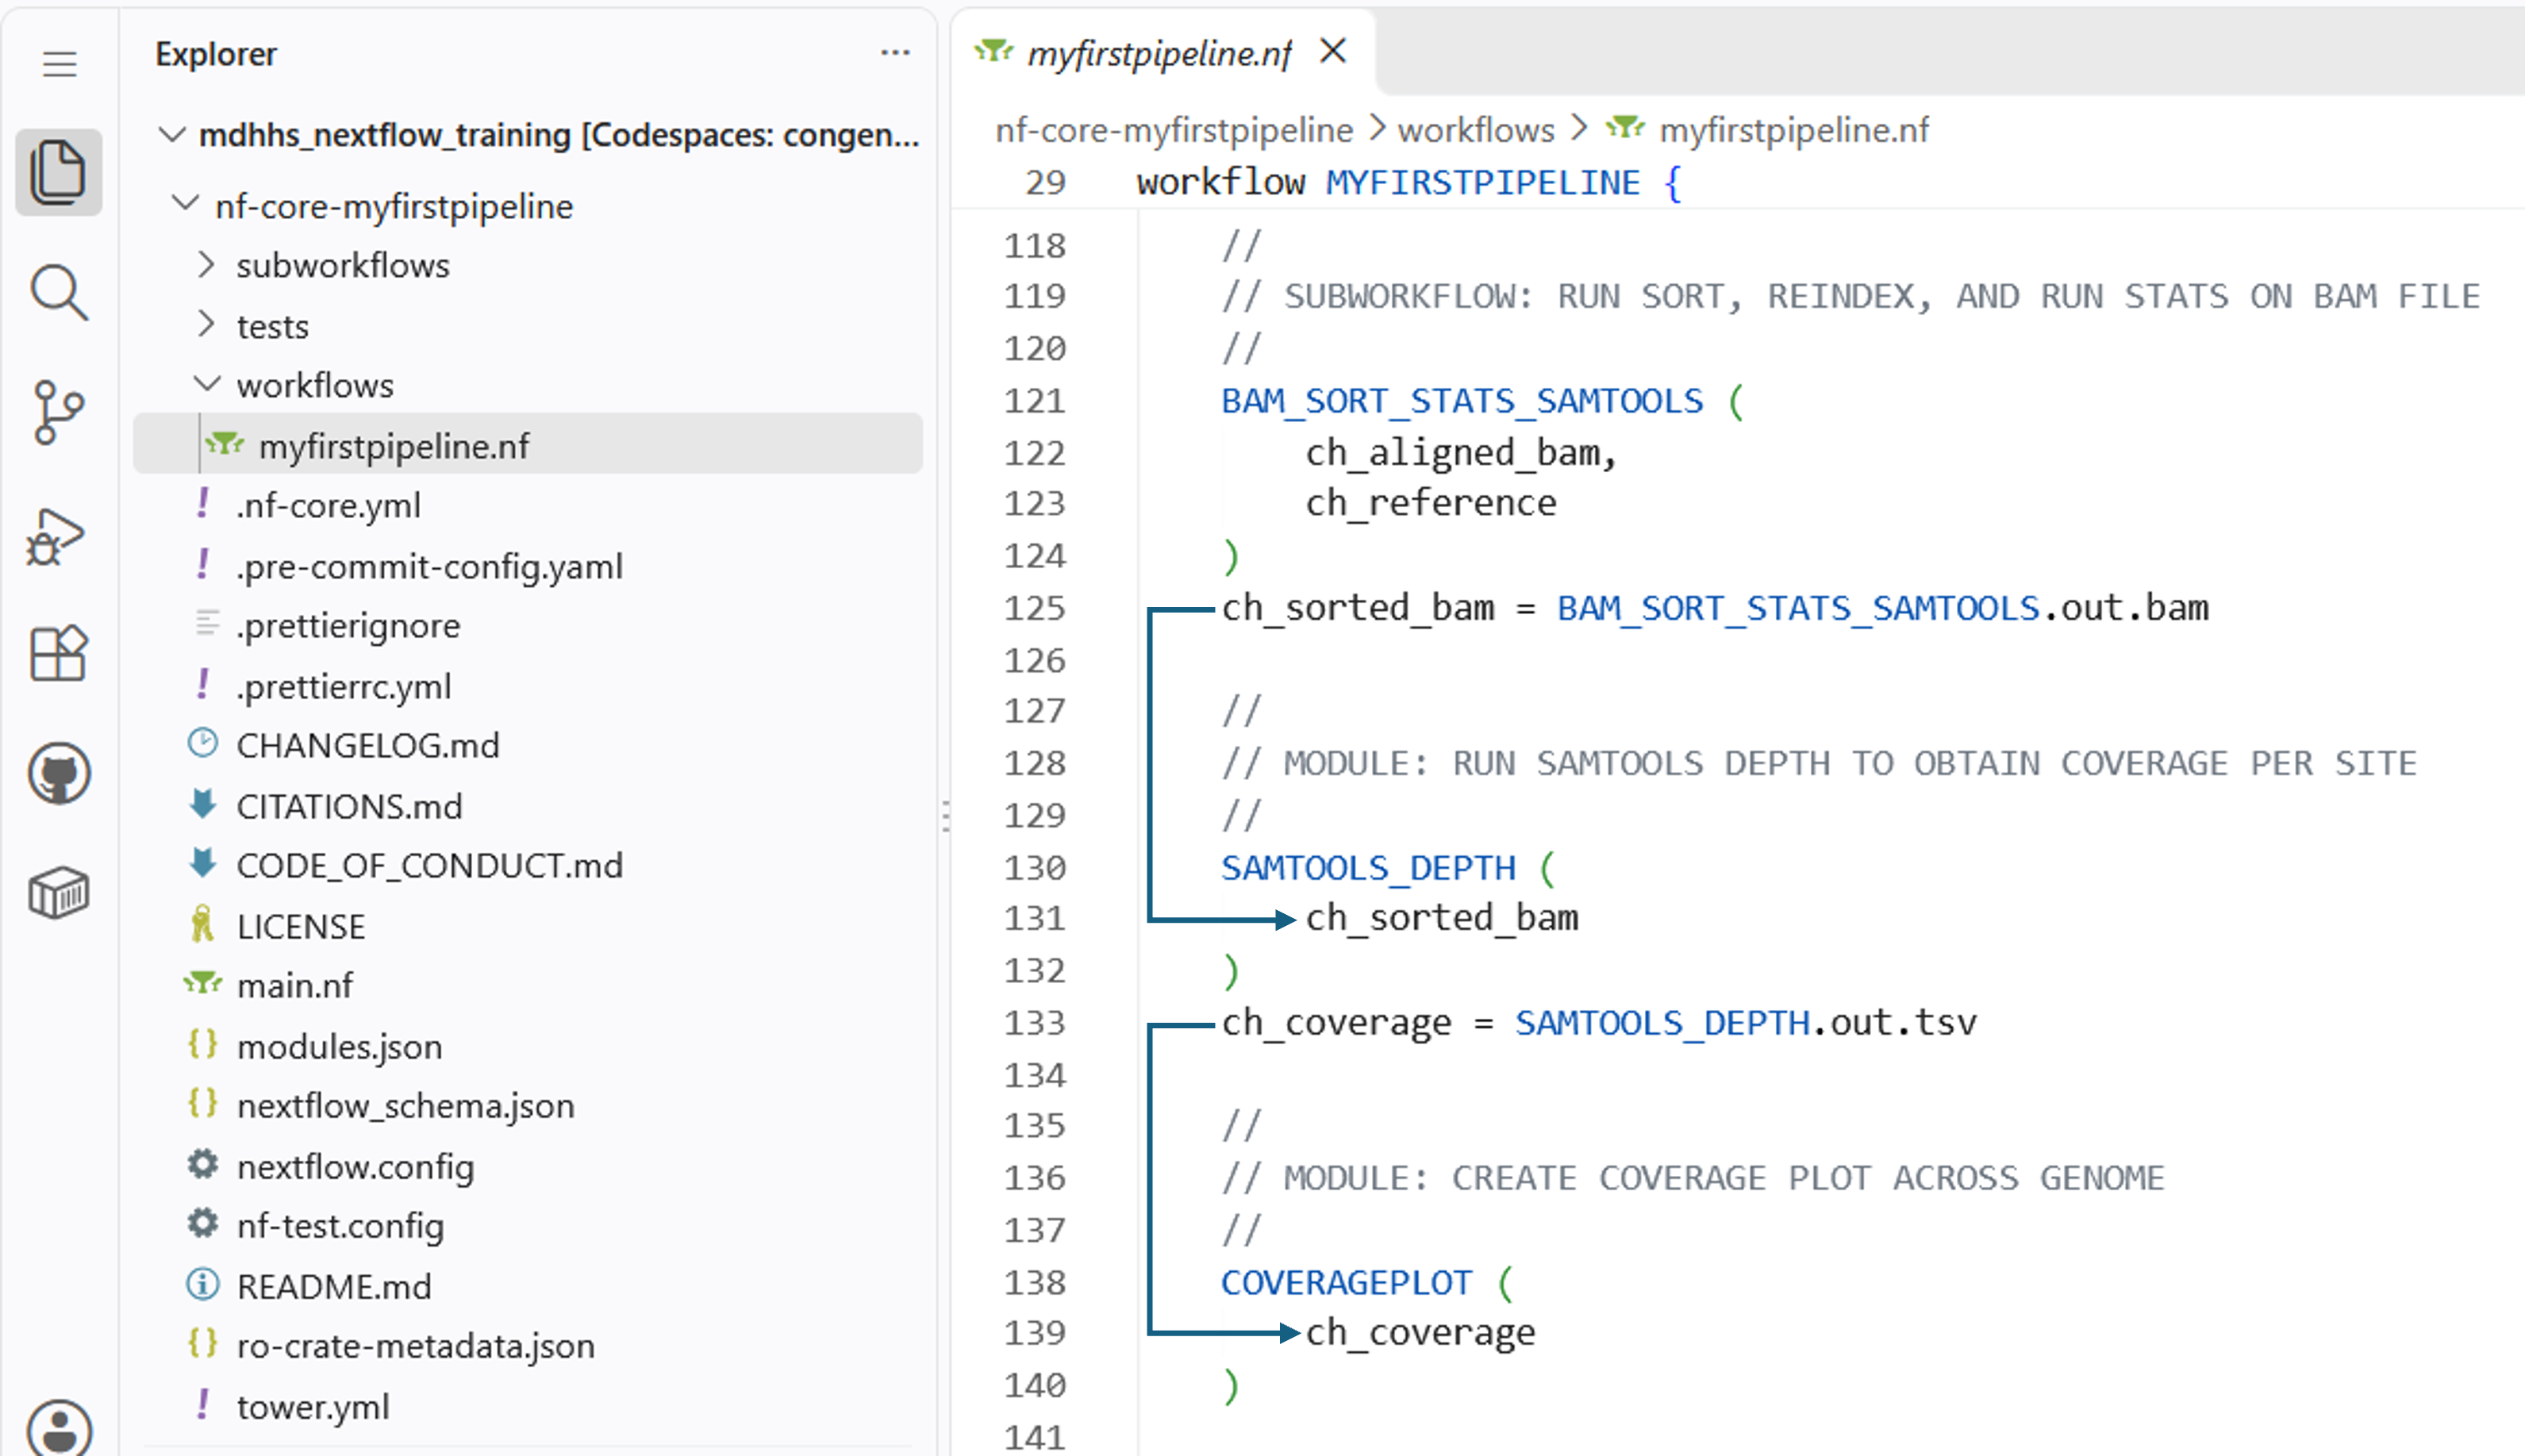 Explorer
mdhhs_nextflow_training [Codespaces: congen...
nf-core-myfirstpipeline
subworkflows
tests
workflows
myfirstpipeline.nf
.nf-core.yml
.pre-commit-config.yaml
.prettierignore
.prettierrc.yml
CHANGELOG.md
CITATIONS.md
CODE_OF_CONDUCT.md
LICENSE
main.nf
modules.json
nextflow_schema.json
nextflow.config
nf-test.config
README.md
ro-crate-metadata.json
tower.yml
myfirstpipeline.nf
nf-core-myfirstpipeline > workflows > myfirstpipeline.nf
29 workflow MYFIRSTPIPELINE {
118 //
119 // SUBWORKFLOW: RUN SORT, REINDEX, AND RUN STATS ON BAM FILE
120 //
121 BAM_SORT_STATS_SAMTOOLS (
122 ch_aligned_bam,
123 ch_reference
124 )
125 ch_sorted_bam = BAM_SORT_STATS_SAMTOOLS.out.bam
126
127 //
128 // MODULE: RUN SAMTOOLS DEPTH TO OBTAIN COVERAGE PER SITE
129 //
130 SAMTOOLS_DEPTH (
131 ch_sorted_bam
132 )
133 ch_coverage = SAMTOOLS_DEPTH.out.tsv
134
135 //
136 // MODULE: CREATE COVERAGE PLOT ACROSS GENOME
137 //
138 COVERAGEPLOT (
139 ch_coverage
140 )
141